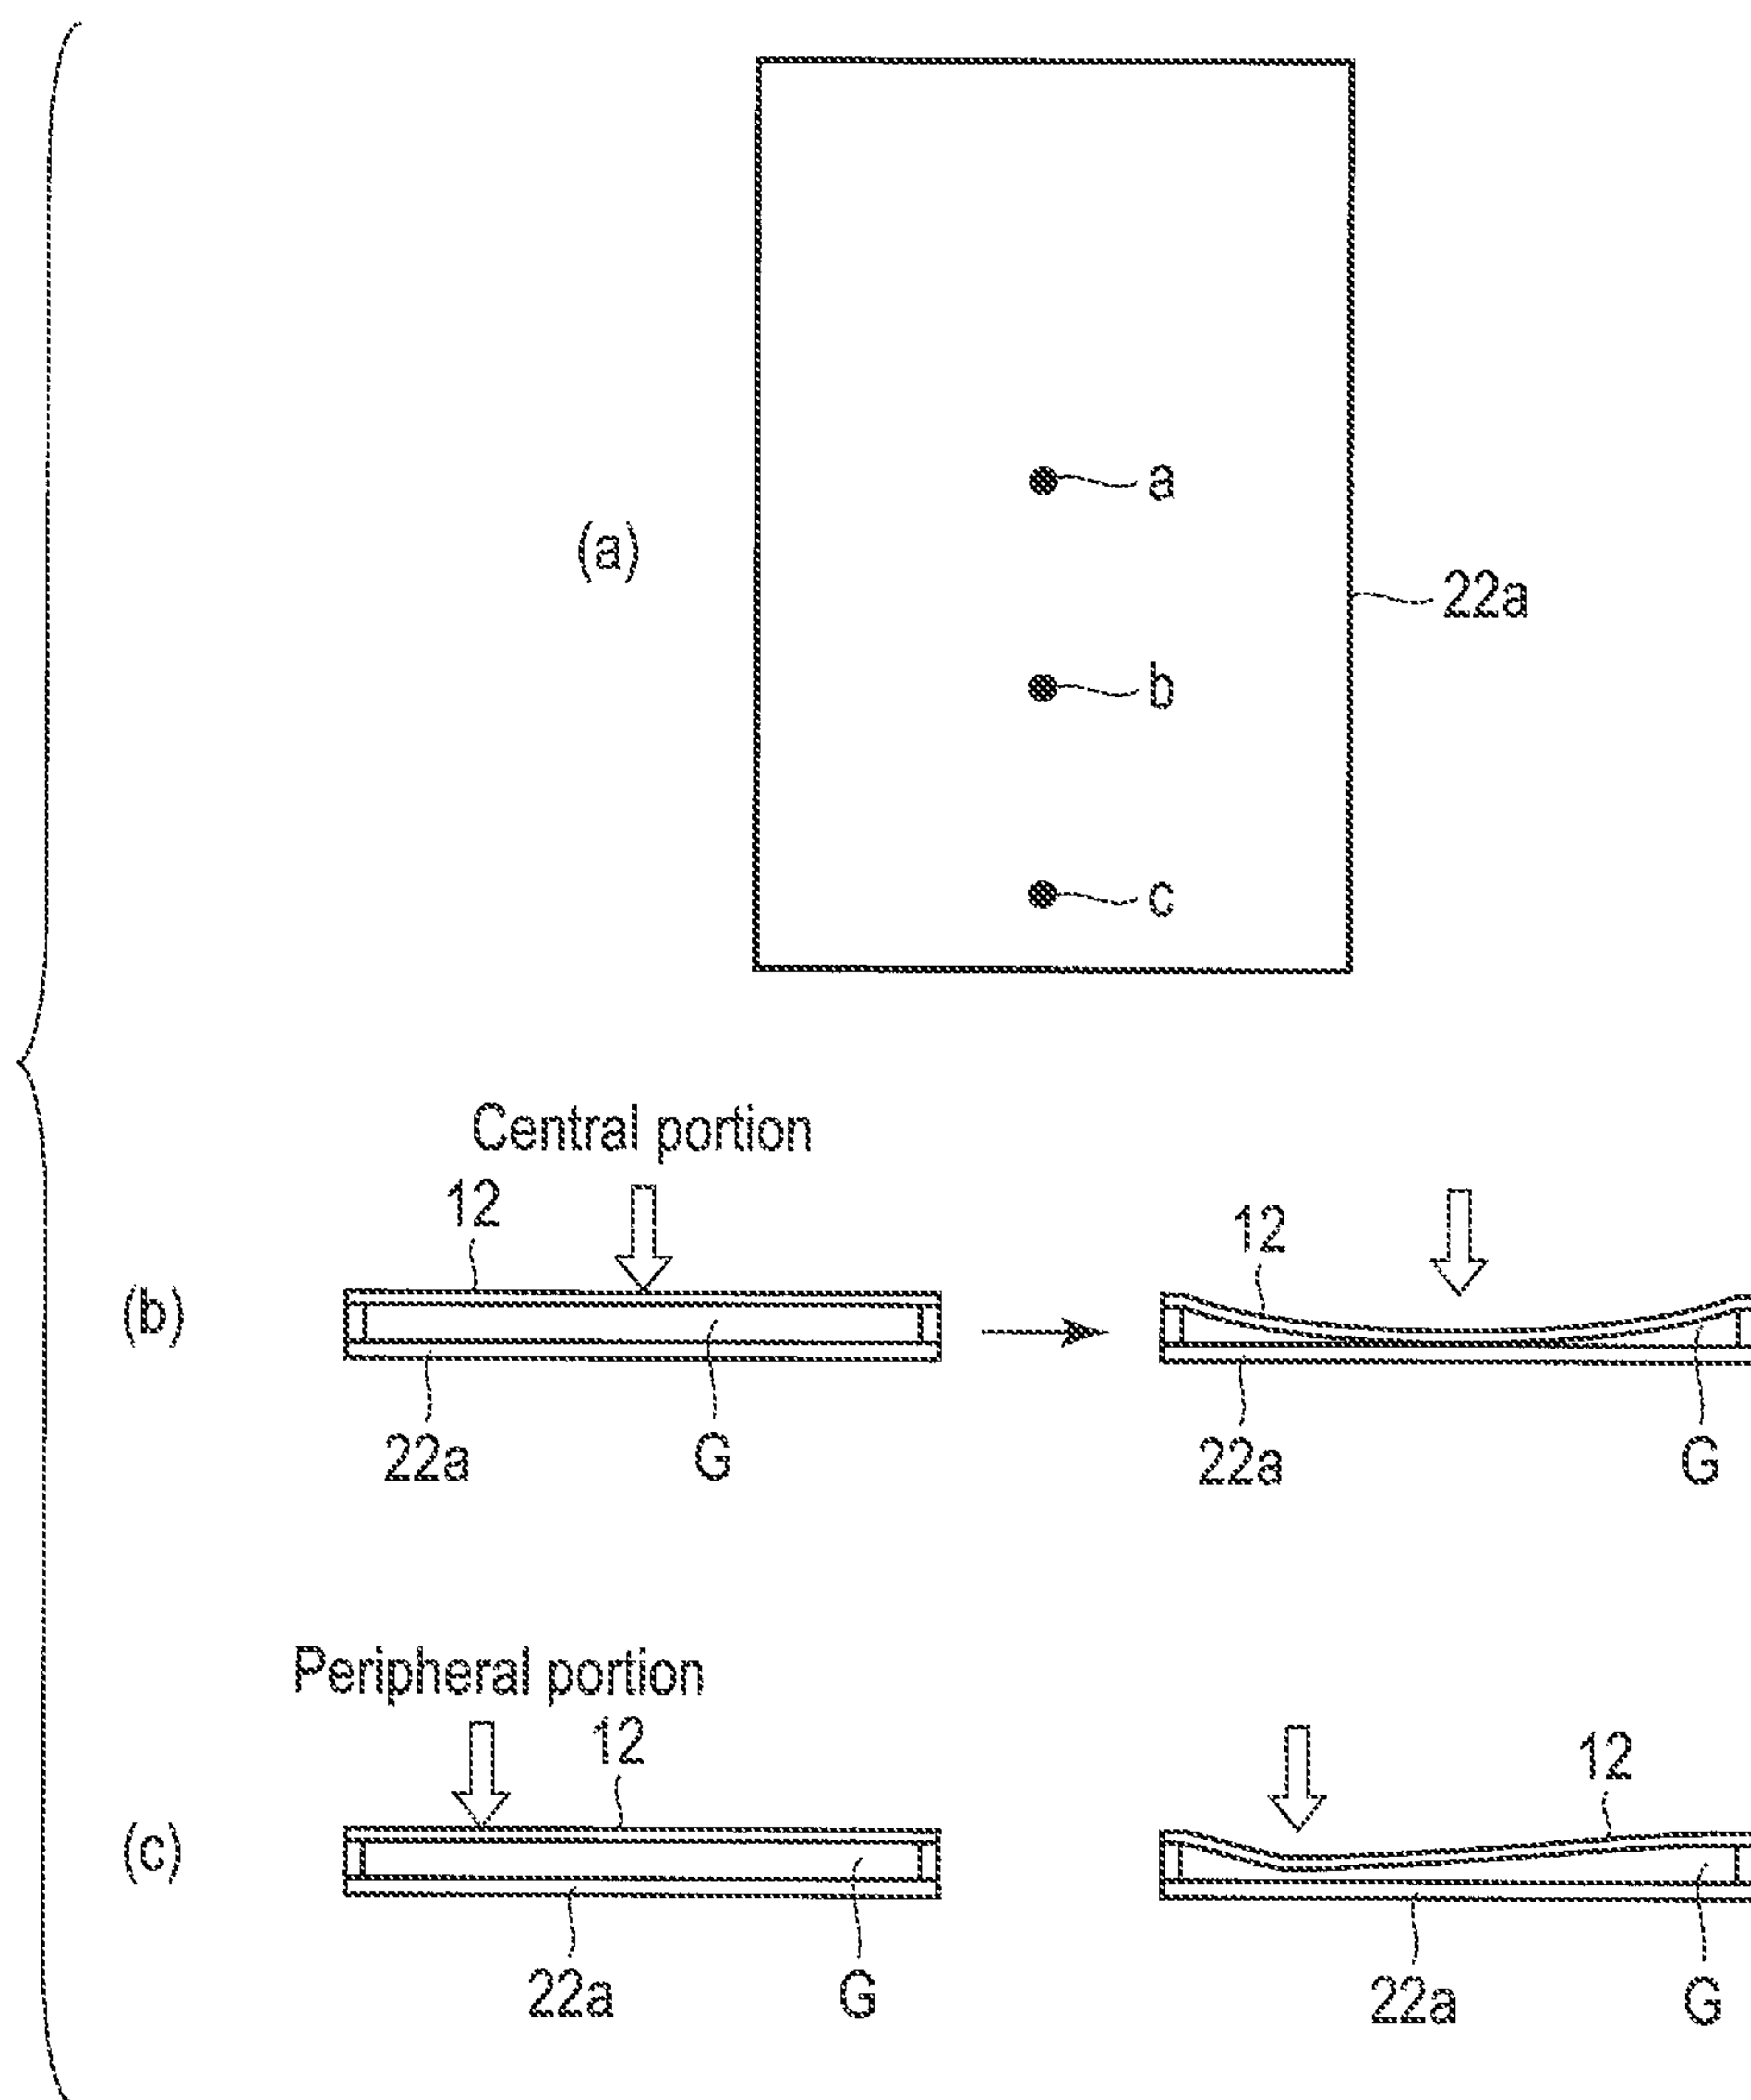 a
(a)
22a
b
c
Central portion
12
12
(b)
22a
G
22a
G
Peripheral portion
12
12
(c)
22a
G
22a
G